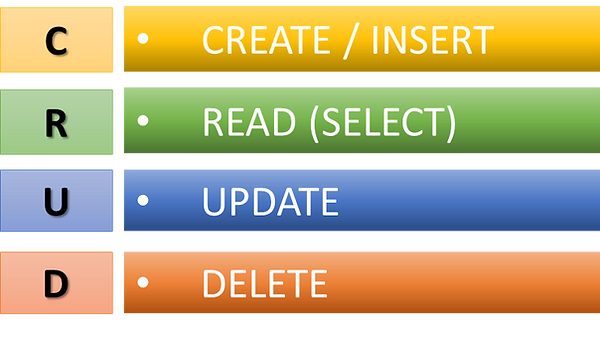 C • CREATE / INSERT
R • READ (SELECT)
U • UPDATE
D • DELETE